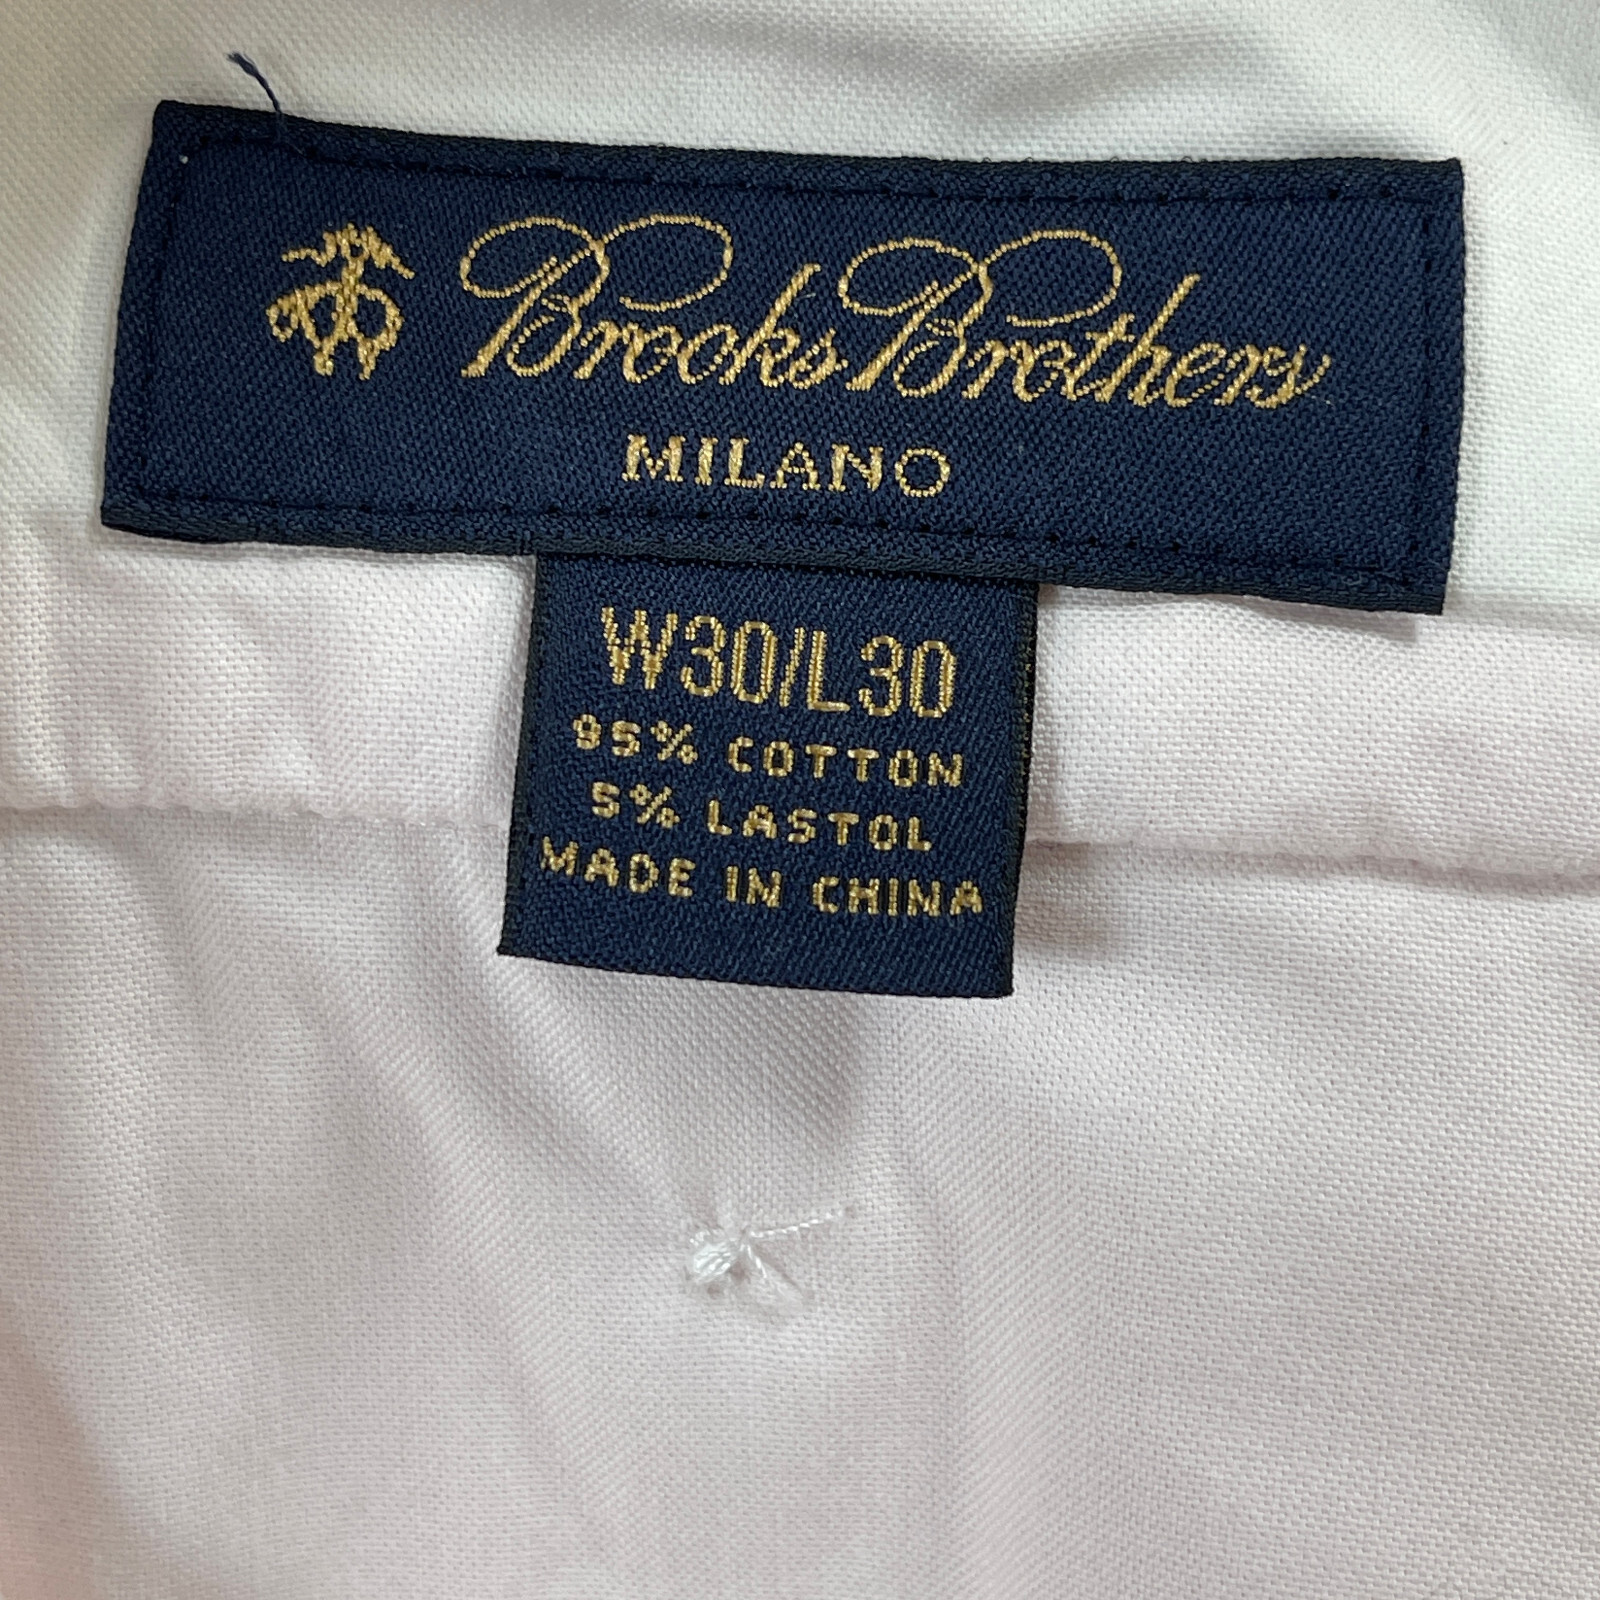 Brooks Brothers
MILANO
W30/L30
95% COTTON
5% LASTOL
MADE IN CHINA